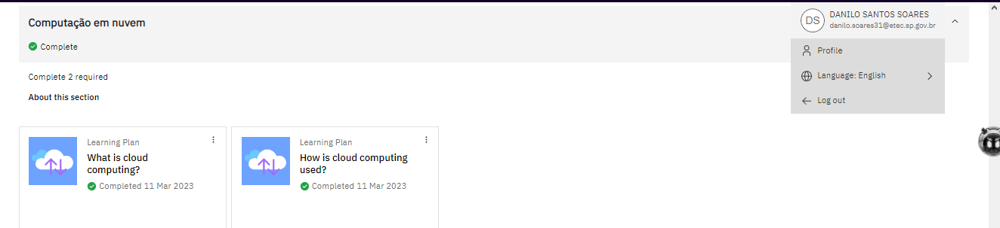 Computação em nuvem
Complete
DS
DANILO SANTOS SOARES
danilo.soares31@etec.sp.gov.br
Profile
Language: English
Log out
Complete 2 required
About this section
Learning Plan
What is cloud
computing?
Completed 11 Mar 2023
Learning Plan
How is cloud computing
used?
Completed 11 Mar 2023